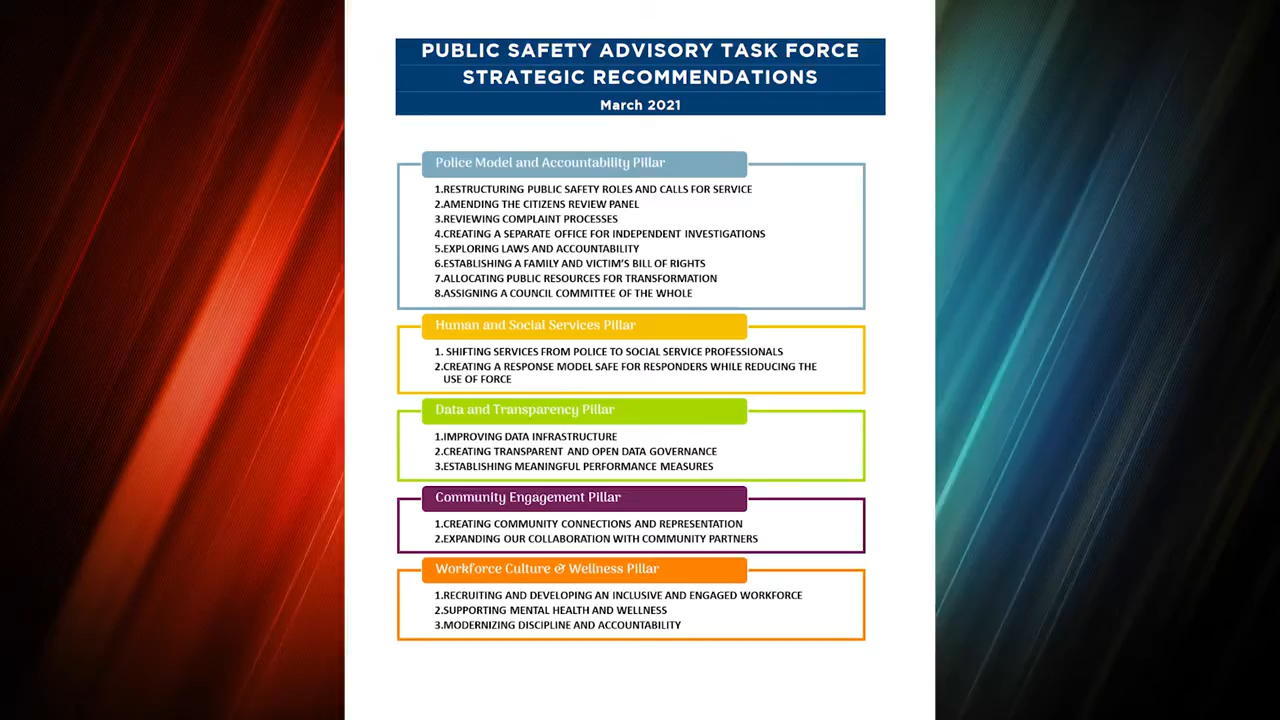 PUBLIC SAFETY ADVISORY TASK FORCE
STRATEGIC RECOMMENDATIONS
March 2021
Police Model and Accountability Pillar
1.RESTRUCTURING PUBLIC SAFETY ROLES AND CALLS FOR SERVICE
2.AMENDING THE CITIZENS REVIEW PANEL
3.REVIEWING COMPLAINT PROCESSES
4.CREATING A SEPARATE OFFICE FOR INDEPENDENT INVESTIGATIONS
5.EXPLORING LAWS AND ACCOUNTABILITY
6.ESTABLISHING A FAMILY AND VICTIM'S BILL OF RIGHTS
7.ALLOCATING PUBLIC RESOURCES FOR TRANSFORMATION
8.ASSIGNING A COUNCIL COMMITTEE OF THE WHOLE
Human and Social Services Pillar
1. SHIFTING SERVICES FROM POLICE TO SOCIAL SERVICE PROFESSIONALS
2.CREATING A RESPONSE MODEL SAFE FOR RESPONDERS WHILE REDUCING THE
USE OF FORCE
Data and Transparency Pillar
1.IMPROVING DATA INFRASTRUCTURE
2.CREATING TRANSPARENT AND OPEN DATA GOVERNANCE
3.ESTABLISHING MEANINGFUL PERFORMANCE MEASURES
Community Engagement Pillar
1.CREATING COMMUNITY CONNECTIONS AND REPRESENTATION
2.EXPANDING OUR COLLABORATION WITH COMMUNITY PARTNERS
Workforce Culture & Wellness Pillar
1.RECRUITING AND DEVELOPING AN INCLUSIVE AND ENGAGED WORKFORCE
2.SUPPORTING MENTAL HEALTH AND WELLNESS
3.MODERNIZING DISCIPLINE AND ACCOUNTABILITY